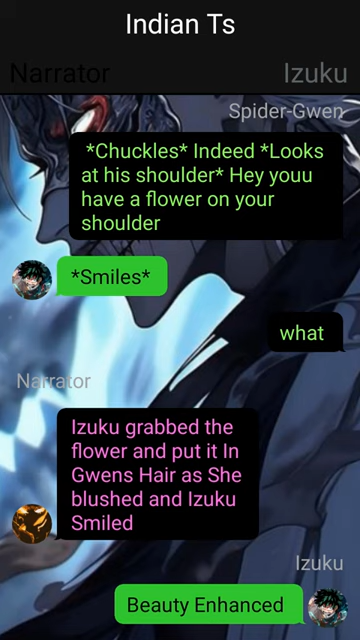 Indian Ts
Narrator
Izuku
Spider-Gwen
*Chuckles* Indeed *Looks
at his shoulder* Hey youu
have a flower on your
shoulder
*Smiles*
what
Narrator
Izuku grabbed the
flower and put it In
Gwens Hair as She
blushed and Izuku
Smiled
Izuku
Beauty Enhanced